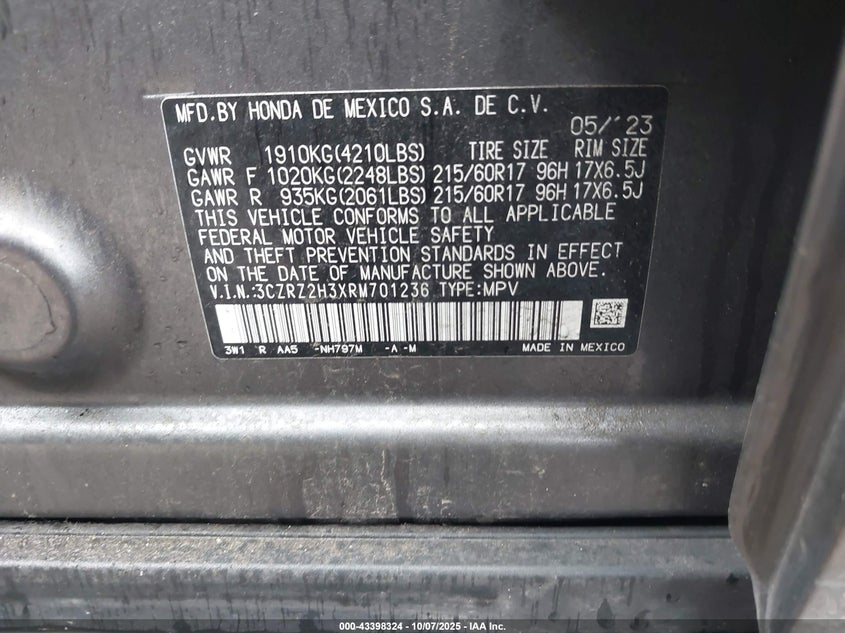 MFD.BY HONDA DE MEXICO S.A. DE C.V.
05/'23
GVWR 1910KG(4210LBS) TIRE SIZE RIM SIZE
GAWR F 1020KG(2248LBS) 215/60R17 96H 17X6.5J
GAWR R 935KG(2061LBS) 215/60R17 96H 17X6.5J
THIS VEHICLE CONFORMS TO ALL APPLICABLE
FEDERAL MOTOR VEHICLE SAFETY
AND THEFT PREVENTION STANDARDS IN EFFECT
ON THE DATE OF MANUFACTURE SHOWN ABOVE.
V.I.N.:3CZRZ2H3XRM701236 TYPE:MPV
3W1 R AA5 -NH797M -A -M MADE IN MEXICO
000-43398324 - 10/07/2025 - IAA Inc.